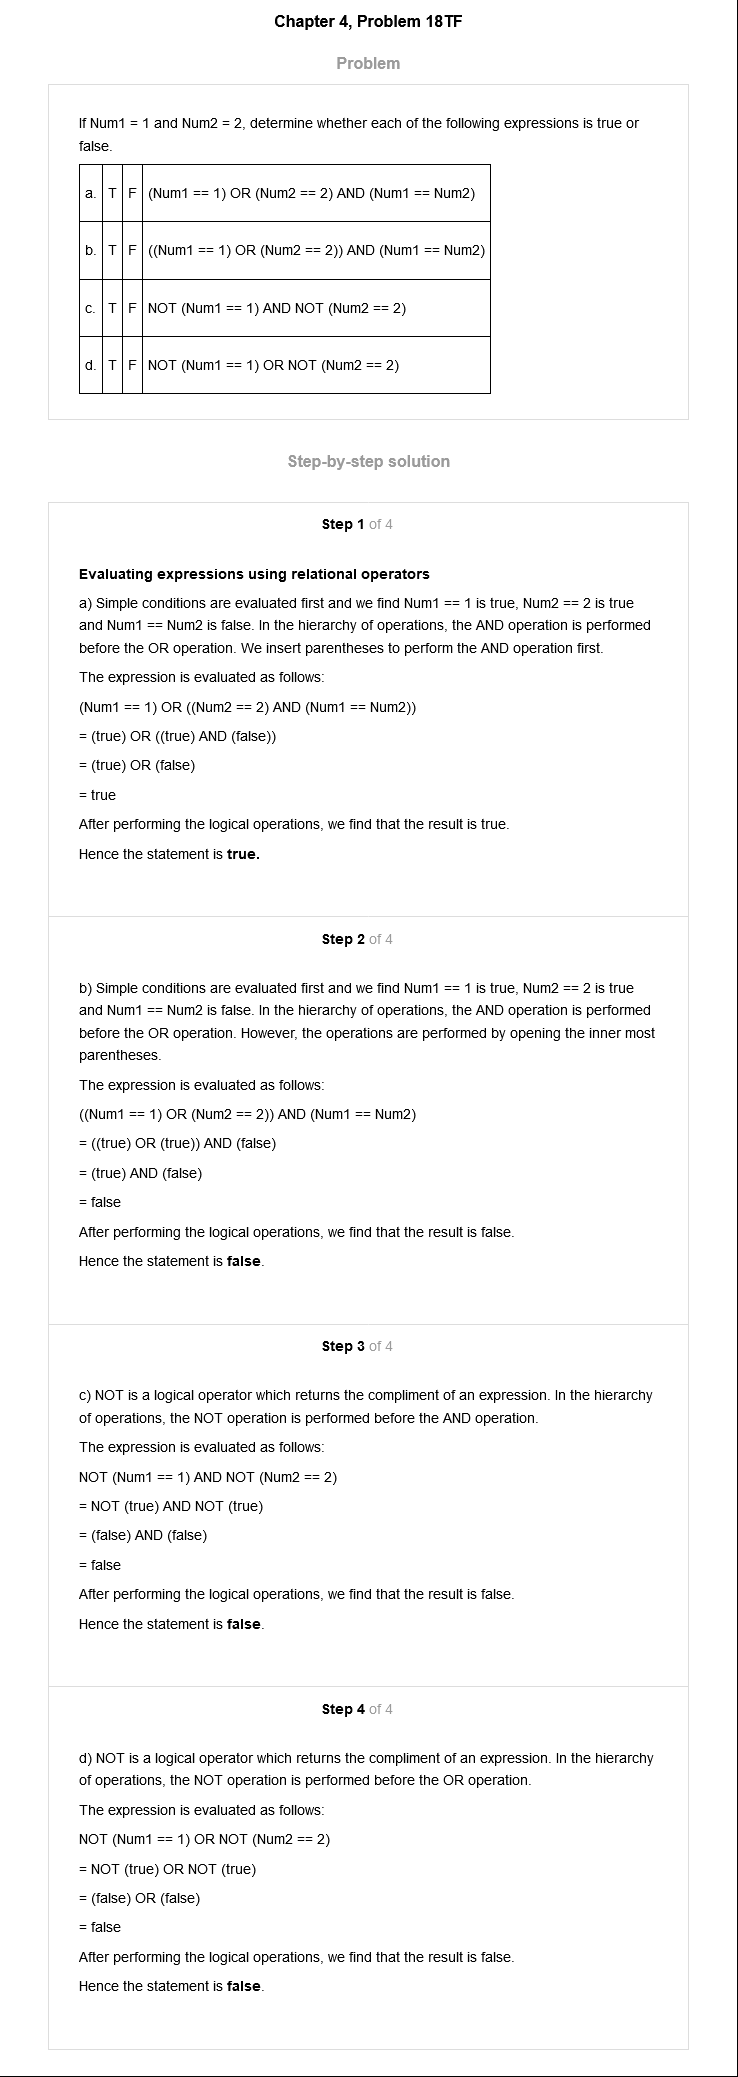 Chapter 4, Problem 18TF
Problem
If Num1 = 1 and Num2 = 2, determine whether each of the following expressions is true or
false.
a. T F (Num1 == 1) OR (Num2 == 2) AND (Num1 == Num2)
b. T F ((Num1 == 1) OR (Num2 == 2)) AND (Num1 == Num2)
c. T F NOT (Num1 == 1) AND NOT (Num2 == 2)
d. T F NOT (Num1 == 1) OR NOT (Num2 == 2)
Step-by-step solution
Step 1 of 4
Evaluating expressions using relational operators
a) Simple conditions are evaluated first and we find Num1 == 1 is true, Num2 == 2 is true
and Num1 == Num2 is false. In the hierarchy of operations, the AND operation is performed
before the OR operation. We insert parentheses to perform the AND operation first.
The expression is evaluated as follows:
(Num1 == 1) OR ((Num2 == 2) AND (Num1 == Num2))
= (true) OR ((true) AND (false))
= (true) OR (false)
= true
After performing the logical operations, we find that the result is true.
Hence the statement is true.
Step 2 of 4
b) Simple conditions are evaluated first and we find Num1 == 1 is true, Num2 == 2 is true
and Num1 == Num2 is false. In the hierarchy of operations, the AND operation is performed
before the OR operation. However, the operations are performed by opening the inner most
parentheses.
The expression is evaluated as follows:
((Num1 == 1) OR (Num2 == 2)) AND (Num1 == Num2)
= ((true) OR (true)) AND (false)
= (true) AND (false)
= false
After performing the logical operations, we find that the result is false.
Hence the statement is false.
Step 3 of 4
c) NOT is a logical operator which returns the compliment of an expression. In the hierarchy
of operations, the NOT operation is performed before the AND operation.
The expression is evaluated as follows:
NOT (Num1 == 1) AND NOT (Num2 == 2)
= NOT (true) AND NOT (true)
= (false) AND (false)
= false
After performing the logical operations, we find that the result is false.
Hence the statement is false.
Step 4 of 4
d) NOT is a logical operator which returns the compliment of an expression. In the hierarchy
of operations, the NOT operation is performed before the OR operation.
The expression is evaluated as follows:
NOT (Num1 == 1) OR NOT (Num2 == 2)
= NOT (true) OR NOT (true)
= (false) OR (false)
= false
After performing the logical operations, we find that the result is false.
Hence the statement is false.